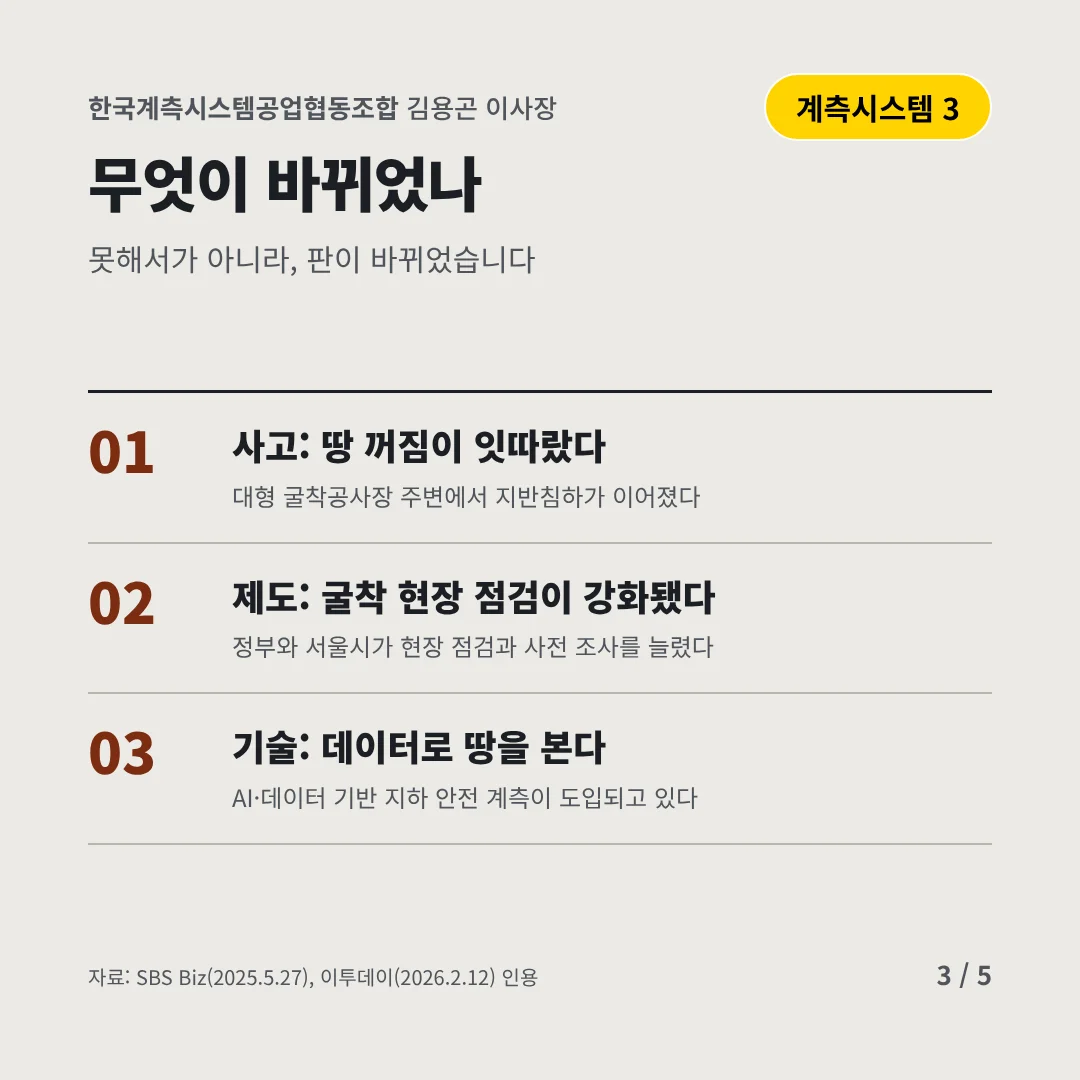 한국계측시스템공업협동조합 김용곤 이사장
계측시스템 3
무엇이 바뀌었나
못해서가 아니라, 판이 바뀌었습니다
01
사고: 땅 꺼짐이 잇따랐다
대형 굴착공사장 주변에서 지반침하가 이어졌다
02
제도: 굴착 현장 점검이 강화됐다
정부와 서울시가 현장 점검과 사전 조사를 늘렸다
03
기술: 데이터로 땅을 본다
AI·데이터 기반 지하 안전 계측이 도입되고 있다
자료: SBS Biz(2025.5.27), 이투데이(2026.2.12) 인용
3 / 5